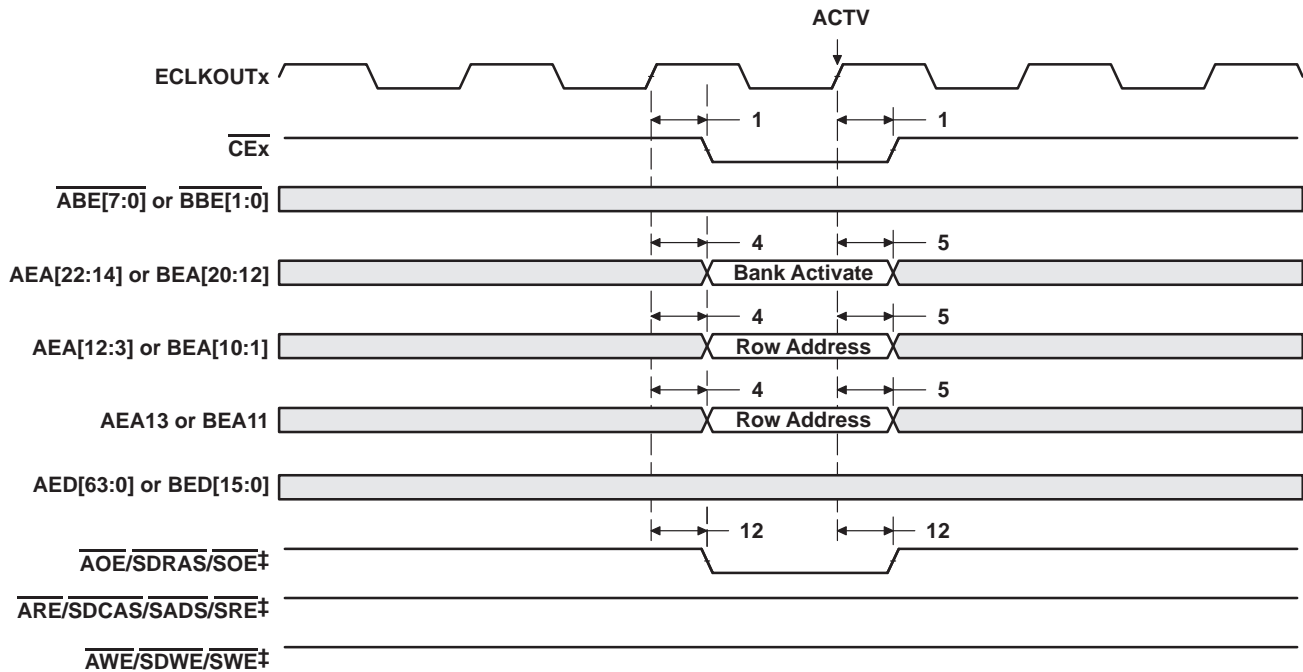 ACTV
ECLKOUTx
1 1
CEx
ABE[7:0] or BBE[1:0]
4 5
AEA[22:14] or BEA[20:12] Bank Activate
4 5
AEA[12:3] or BEA[10:1] Row Address
4 5
AEA13 or BEA11 Row Address
AED[63:0] or BED[15:0]
12 12
AOE/SDRAS/SOE‡
ARE/SDCAS/SADS/SRE‡
AWE/SDWE/SWE‡